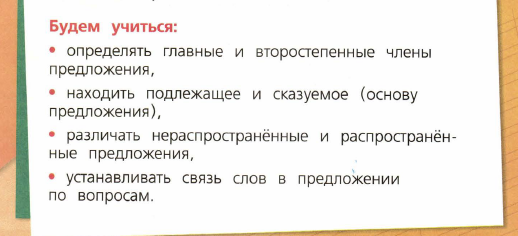 Будем учиться:
• определять главные и второстепенные члены
предложения,
• находить подлежащее и сказуемое (основу
предложения),
• различать нераспространённые и распространён-
ные предложения,
• устанавливать связь слов в предложении
по вопросам.